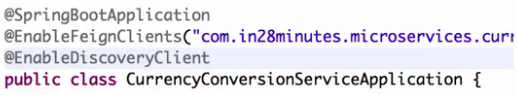 @SpringBootApplication
@EnableFeignClients("com.in28minutes.microservices.curr
@EnableDiscoveryClient
public class CurrencyConversionServiceApplication {